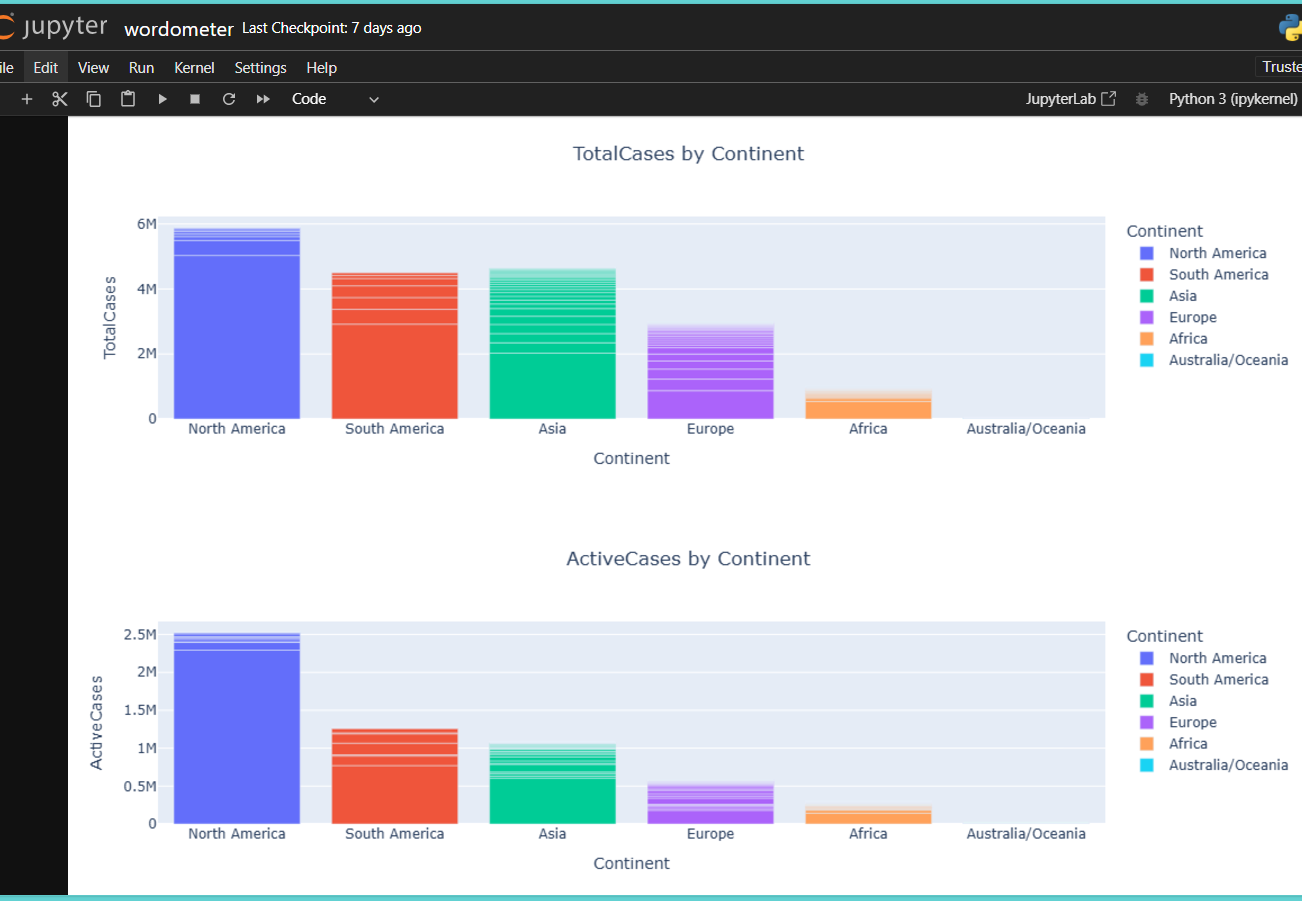 jupyter wordometer Last Checkpoint: 7 days ago
ile Edit View Run Kernel Settings Help Truste
Code JupyterLab Python 3 (ipykernel)
TotalCases by Continent
6M
4M
2M
0
TotalCases
North America South America Asia Europe Africa Australia/Oceania
Continent
Continent
North America
South America
Asia
Europe
Africa
Australia/Oceania
ActiveCases by Continent
2.5M
2M
1.5M
1M
0.5M
0
ActiveCases
North America South America Asia Europe Africa Australia/Oceania
Continent
Continent
North America
South America
Asia
Europe
Africa
Australia/Oceania